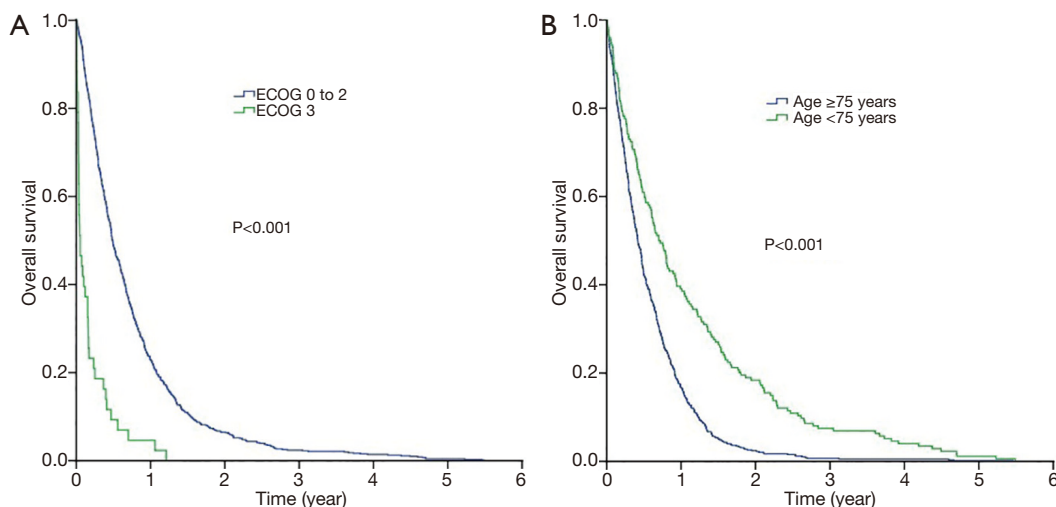 A
1.0
0.8
0.6
0.4
0.2
0.0
Overall survival
ECOG 0 to 2
ECOG 3
P<0.001
0 1 2 3 4 5 6
Time (year)
B
1.0
0.8
0.6
0.4
0.2
0.0
Overall survival
Age ≥75 years
Age <75 years
P<0.001
0 1 2 3 4 5 6
Time (year)